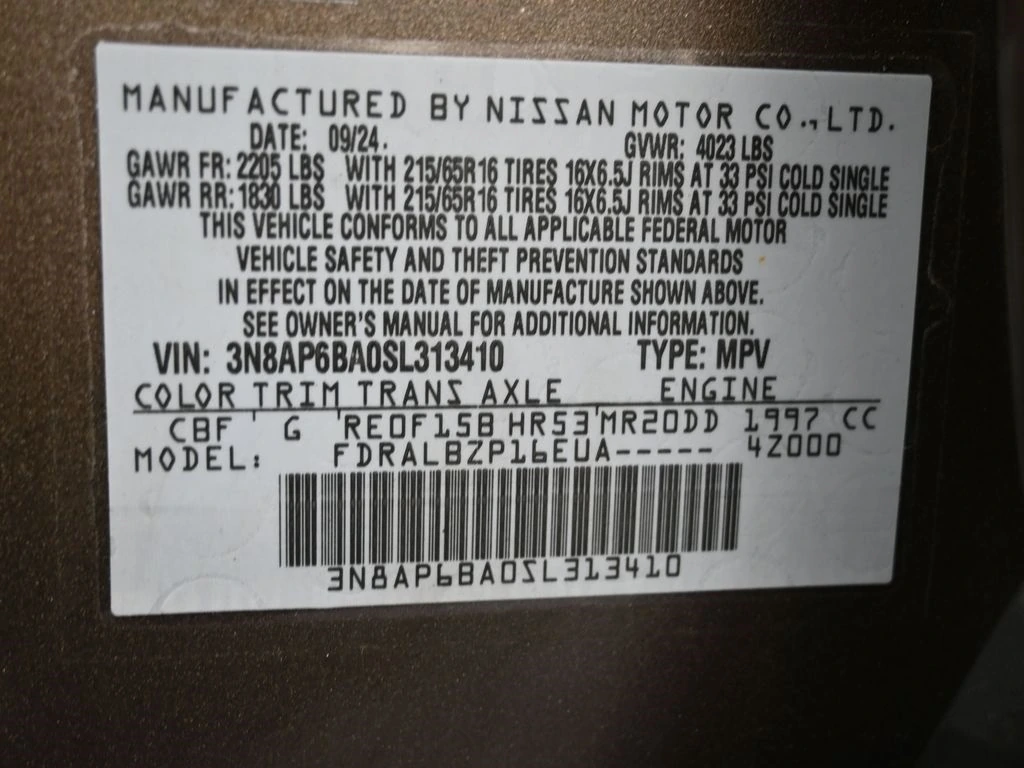 MANUFACTURED BY NISSAN MOTOR CO., LTD.
DATE: 09/24. GVWR: 4023 LBS
GAWR FR: 2205 LBS WITH 215/65R16 TIRES 16X6.5J RIMS AT 33 PSI COLD SINGLE
GAWR RR: 1830 LBS WITH 215/65R16 TIRES 16X6.5J RIMS AT 33 PSI COLD SINGLE
THIS VEHICLE CONFORMS TO ALL APPLICABLE FEDERAL MOTOR
VEHICLE SAFETY AND THEFT PREVENTION STANDARDS
IN EFFECT ON THE DATE OF MANUFACTURE SHOWN ABOVE.
SEE OWNER'S MANUAL FOR ADDITIONAL INFORMATION.
VIN: 3N8AP6BA0SL313410 TYPE: MPV
COLOR TRIM TRANS AXLE ENGINE
CBF G RE0F15B HR53 MR20DD 1997 CC
MODEL: FDRALBZP16EUA----- 42000
3N8AP6BA0SL313410